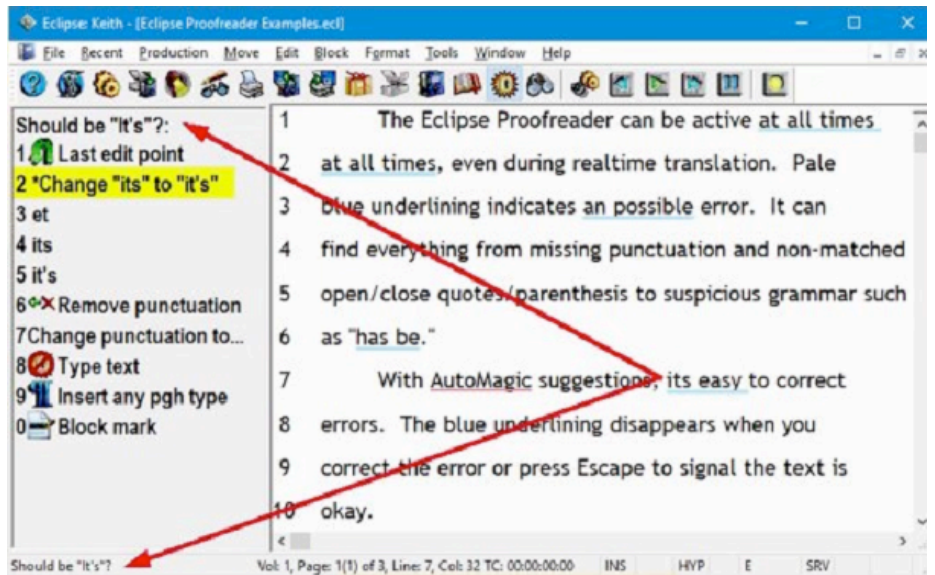 Eclipse: Keith - [Eclipse Proofreader Examples.ecl]
File Recent Production Move Edit Block Format Tools Window Help
Should be "It's"?:
1 Last edit point
2 *Change "its" to "it's"
3 et
4 its
5 it's
6 Remove punctuation
7Change punctuation to...
8 Type text
9 Insert any pgh type
0 Block mark
1 The Eclipse Proofreader can be active at all times
2 at all times, even during realtime translation. Pale
3 blue underlining indicates an possible error. It can
4 find everything from missing punctuation and non-matched
5 open/close quotes/parenthesis to suspicious grammar such
6 as "has be."
7 With AutoMagic suggestions, its easy to correct
8 errors. The blue underlining disappears when you
9 correct the error or press Escape to signal the text is
10 okay.
Should be "It's"? Vol: 1, Page: 1(1) of 3, Line: 7, Col: 32 TC: 00:00:00:00 INS HYP E SRV